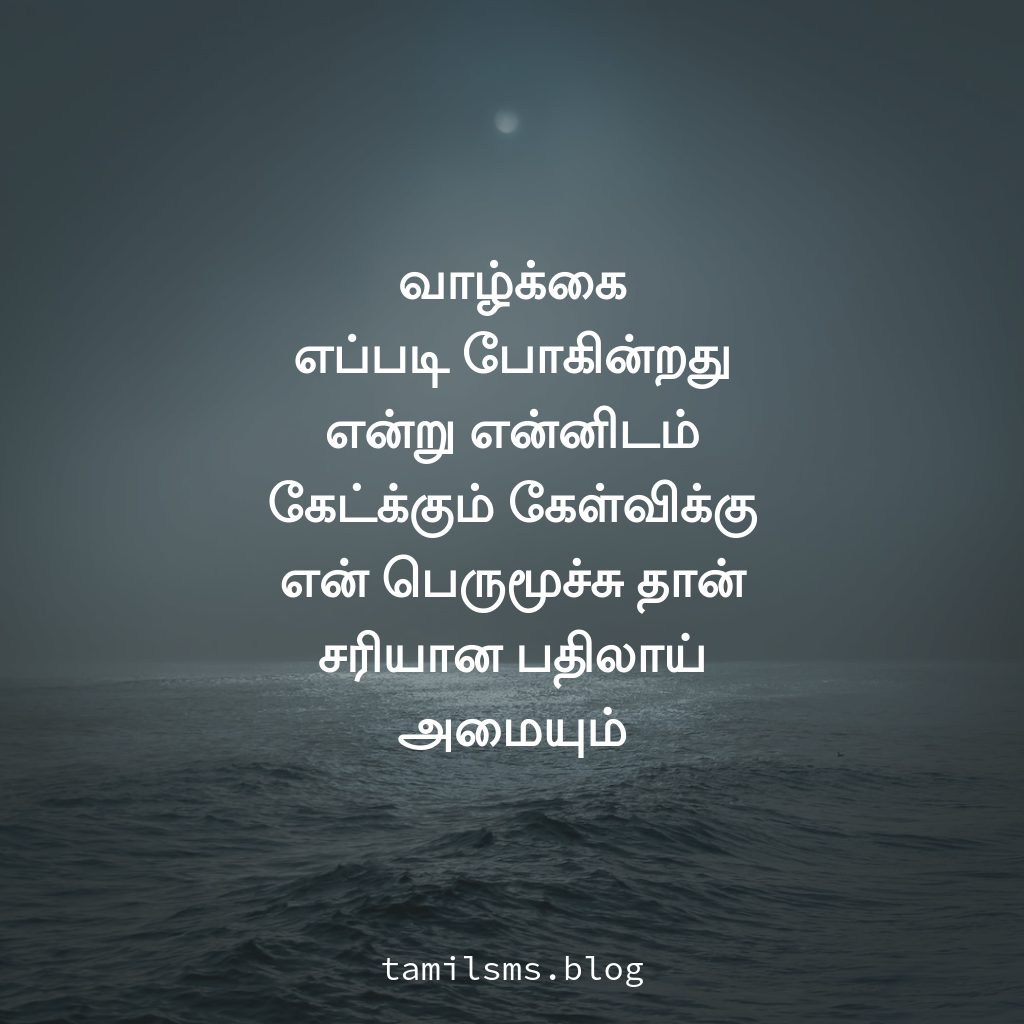 வாழ்க்கை
எப்படி போகின்றது
என்று என்னிடம்
கேட்க்கும் கேள்விக்கு
என் பெருமூச்சு தான்
சரியான பதிலாய்
அமையும்
tamilsms.blog